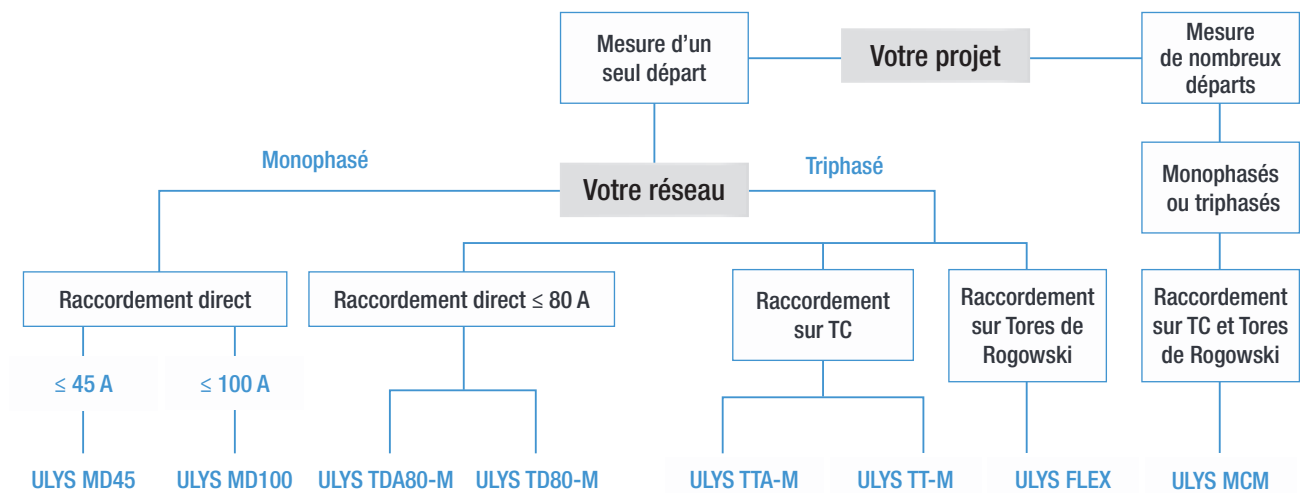 Mesure d’un
seul départ
Votre projet
Mesure
de nombreux
départs
Monophasé
Votre réseau
Triphasé
Monophasés
ou triphasés
Raccordement direct
Raccordement direct ≤ 80 A
Raccordement
sur TC
Raccordement
sur Tores de
Rogowski
Raccordement
sur TC et Tores
de Rogowski
≤ 45 A
≤ 100 A
ULYS MD45
ULYS MD100
ULYS TDA80-M
ULYS TD80-M
ULYS TTA-M
ULYS TT-M
ULYS FLEX
ULYS MCM